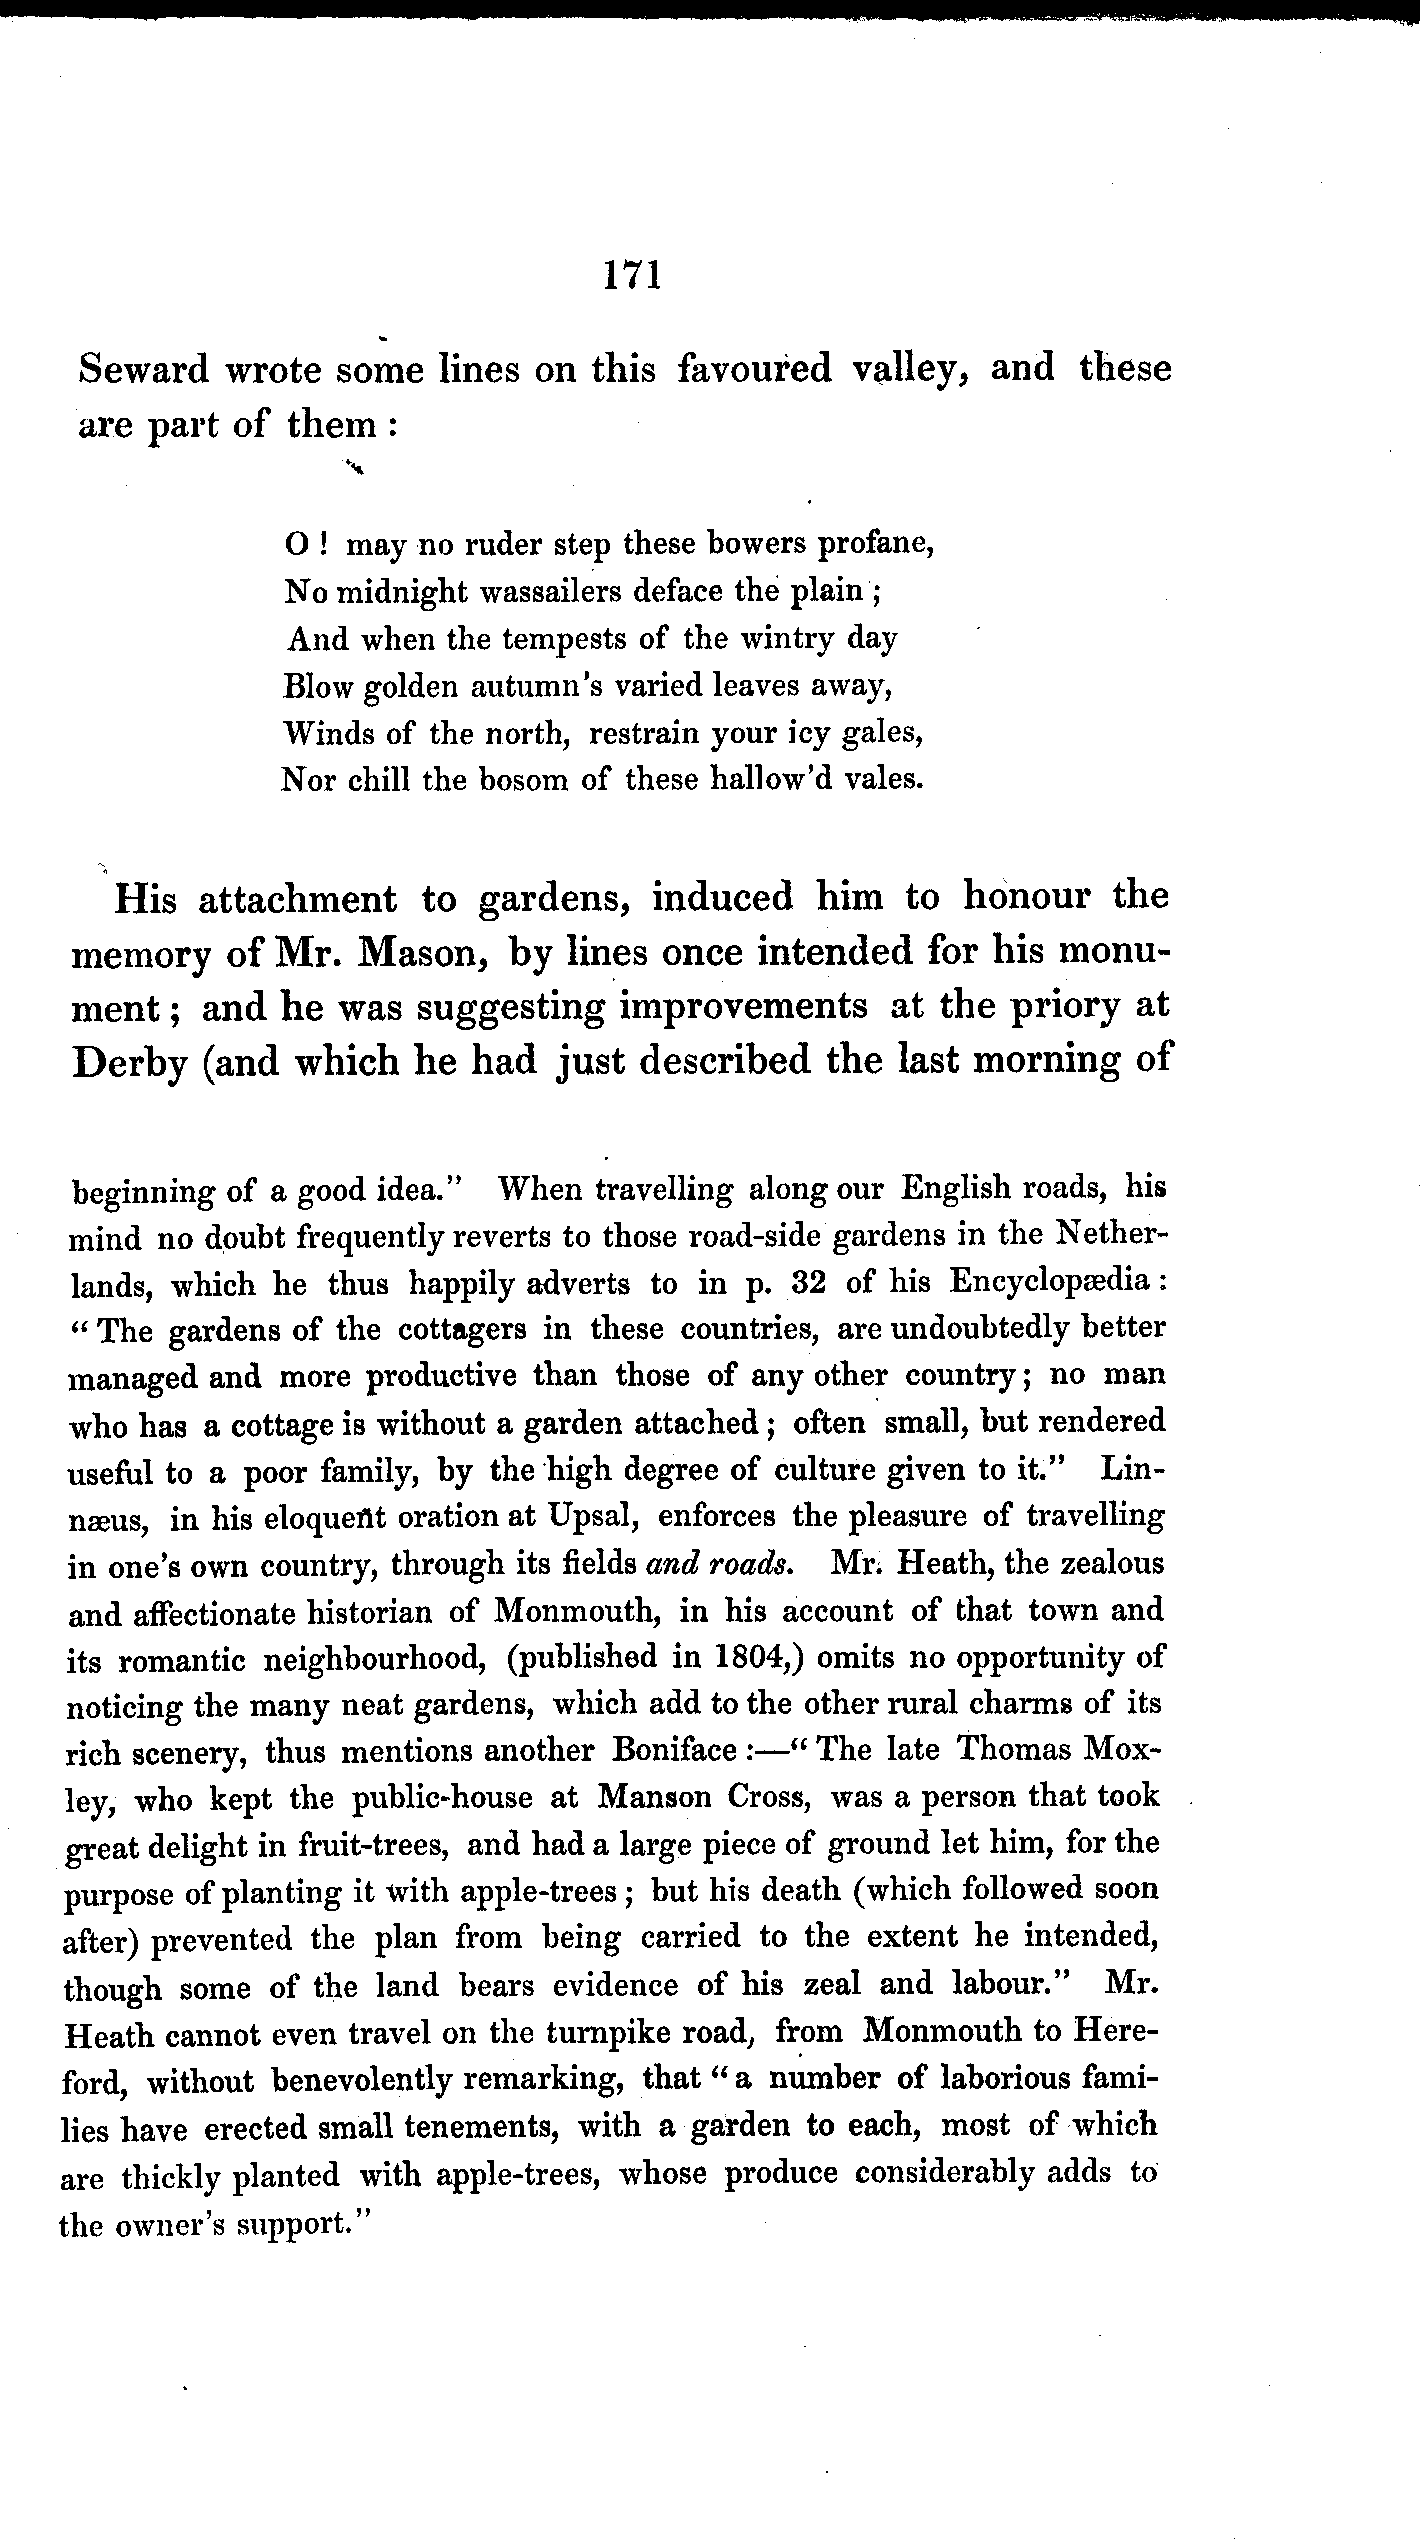 171
Seward wrote some lines on this favoured valley, and these
are part of them :
O ! may no ruder step these bowers profane,
No midnight wassailers deface the plain ;
And when the tempests of the wintry day
Blow golden autumn's varied leaves away,
Winds of the north, restrain your icy gales,
Nor chill the bosom of these hallow'd vales.
His attachment to gardens, induced him to honour the
memory of Mr. Mason, by lines once intended for his monu-
ment ; and he was suggesting improvements at the priory at
Derby (and which he had just described the last morning of
beginning of a good idea." When travelling along our English roads, his
mind no doubt frequently reverts to those road-side gardens in the Nether-
lands, which he thus happily adverts to in p. 32 of his Encyclopædia :
“ The gardens of the cottagers in these countries, are undoubtedly better
managed and more productive than those of any other country ; no man
who has a cottage is without a garden attached ; often small, but rendered
useful to a poor family, by the high degree of culture given to it." Lin-
næus, in his eloquent oration at Upsal, enforces the pleasure of travelling
in one's own country, through its fields and roads. Mr. Heath, the zealous
and affectionate historian of Monmouth, in his account of that town and
its romantic neighbourhood, (published in 1804,) omits no opportunity of
noticing the many neat gardens, which add to the other rural charms of its
rich scenery, thus mentions another Boniface :—“ The late Thomas Mox-
ley, who kept the public-house at Manson Cross, was a person that took
great delight in fruit-trees, and had a large piece of ground let him, for the
purpose of planting it with apple-trees ; but his death (which followed soon
after) prevented the plan from being carried to the extent he intended,
though some of the land bears evidence of his zeal and labour." Mr.
Heath cannot even travel on the turnpike road, from Monmouth to Here-
ford, without benevolently remarking, that “ a number of laborious fami-
lies have erected small tenements, with a garden to each, most of which
are thickly planted with apple-trees, whose produce considerably adds to
the owner's support."